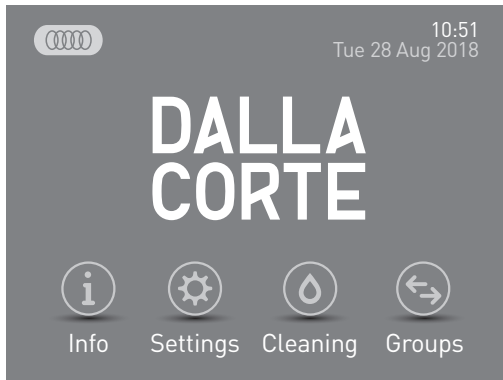 10:51
Tue 28 Aug 2018
DALLA
CORTE
Info Settings Cleaning Groups